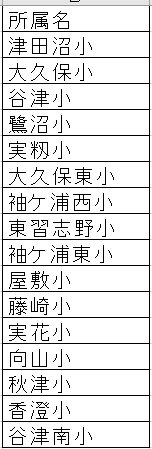 所属名
津田沼小
大久保小
谷津小
鷺沼小
実籾小
大久保東小
袖ケ浦西小
東習志野小
袖ケ浦東小
屋敷小
藤崎小
実花小
向山小
秋津小
香澄小
谷津南小